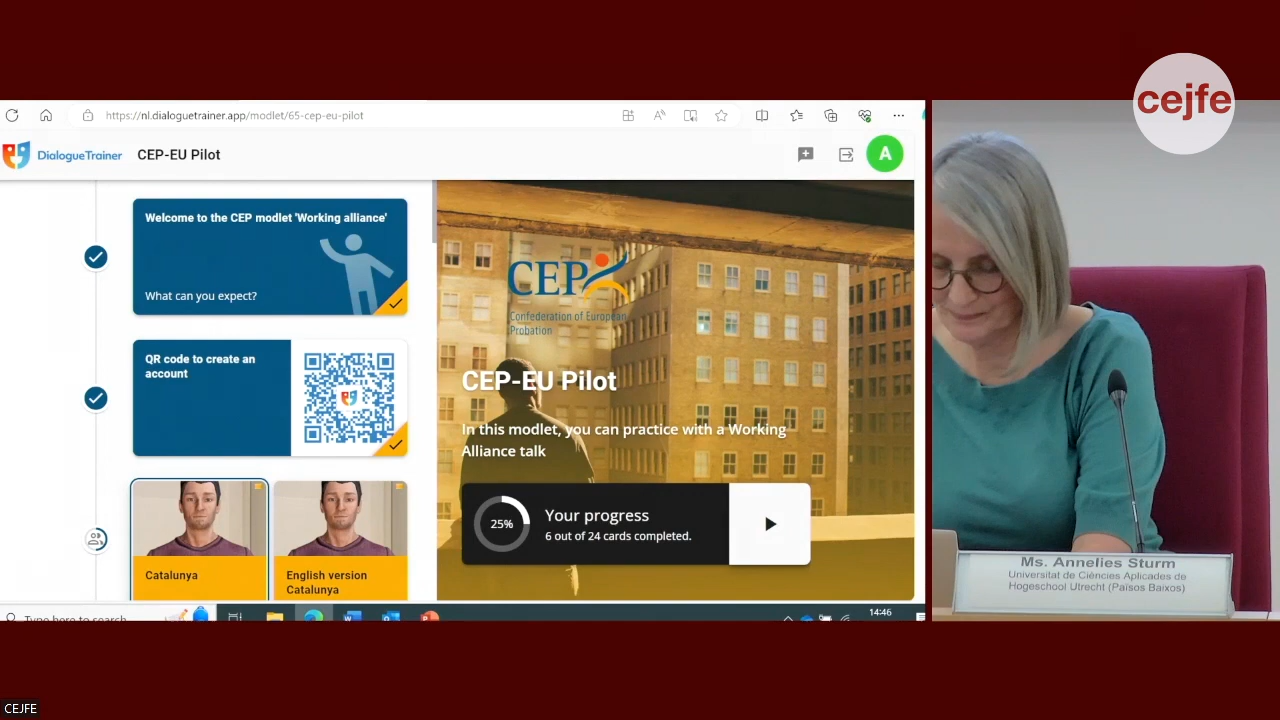 cejfe
https://nl.dialoguetrainer.app/modlet/65-cep-eu-pilot
DialogueTrainer
CEP-EU Pilot
A
Welcome to the CEP modlet 'Working alliance'
What can you expect?
QR code to create an
account
Catalunya
English version
Catalunya
CEP
Confederation of European
Probation
CEP-EU Pilot
In this modlet, you can practice with a Working
Alliance talk
25%
Your progress
6 out of 24 cards completed.
Type here to search
14:46
Ms. Annelies Sturm
Universitat de Ciències Aplicades de
Hogeschool Utrecht (Països Baixos)
CEJFE